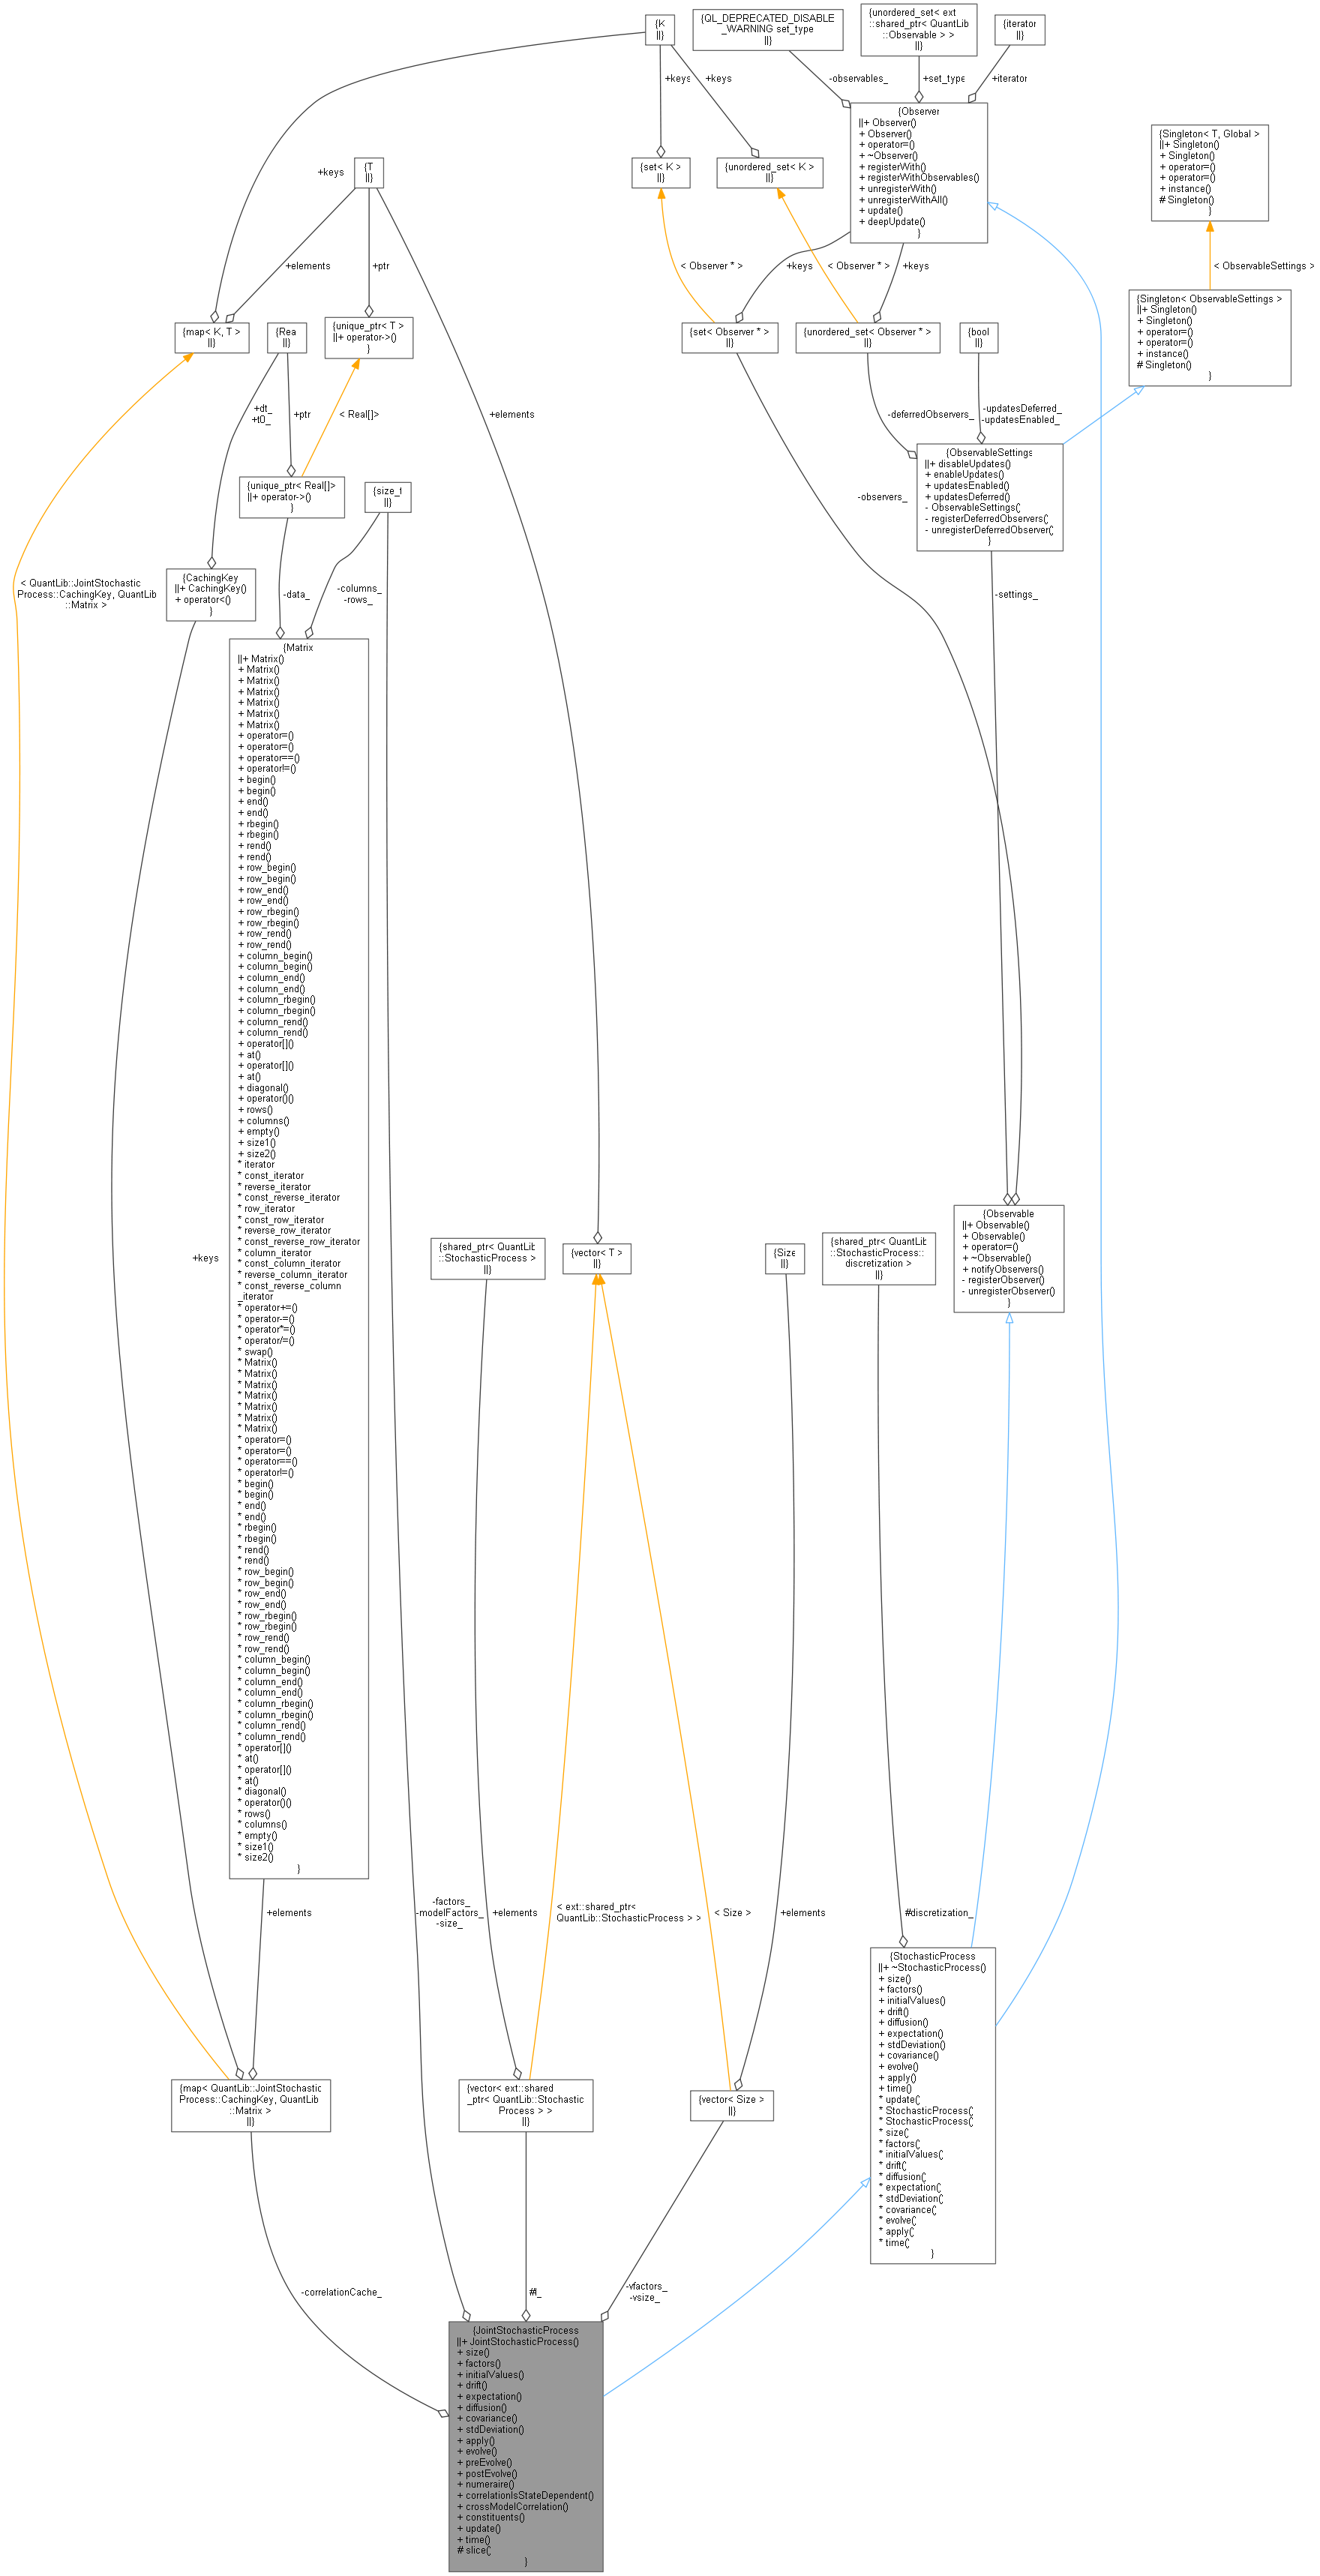 {K
||}
{QL_DEPRECATED_DISABLE
_WARNING set_type
||}
{unordered_set< ext
::shared_ptr< QuantLib
::Observable > >
||}
{iterator
||}
+keys
+keys
-observables_
+set_type
+iterator
{Observer
||+ Observer()
+ Observer()
+ operator=()
+ ~Observer()
+ registerWith()
+ registerWithObservables()
+ unregisterWith()
+ unregisterWithAll()
+ update()
+ deepUpdate()
}
{Singleton< T, Global >
||+ Singleton()
+ Singleton()
+ operator=()
+ operator=()
+ instance()
# Singleton()
}
+keys
{T
||}
{set< K >
||}
{unordered_set< K >
||}
+elements
+ptr
< Observer * >
+keys
< Observer * >
+keys
< ObservableSettings >
{map< K, T >
||}
{Rea
||}
{unique_ptr< T >
||+ operator->()
}
{set< Observer * >
||}
{unordered_set< Observer * >
||}
{bool
||}
{Singleton< ObservableSettings >
||+ Singleton()
+ Singleton()
+ operator=()
+ operator=()
+ instance()
# Singleton()
}
+dt_
+t0_
+ptr
< Real[]>
+elements
-deferredObservers_
-updatesDeferred_
-updatesEnabled_
{unique_ptr< Real[]>
||+ operator->()
}
{size_t
||}
-observers_
{ObservableSettings
||+ disableUpdates()
+ enableUpdates()
+ updatesEnabled()
+ updatesDeferred()
- ObservableSettings(
- registerDeferredObservers(
- unregisterDeferredObserver(
}
< QuantLib::JointStochastic
Process::CachingKey, QuantLib
::Matrix >
{CachingKey
||+ CachingKey()
+ operator<()
}
-data_
-columns_
-rows_
-settings_
{Matrix
||+ Matrix()
+ Matrix()
+ Matrix()
+ Matrix()
+ Matrix()
+ Matrix()
+ Matrix()
+ operator=()
+ operator=()
+ operator==()
+ operator!=()
+ begin()
+ begin()
+ end()
+ end()
+ rbegin()
+ rbegin()
+ rend()
+ rend()
+ row_begin()
+ row_begin()
+ row_end()
+ row_end()
+ row_rbegin()
+ row_rbegin()
+ row_rend()
+ row_rend()
+ column_begin()
+ column_begin()
+ column_end()
+ column_end()
+ column_rbegin()
+ column_rbegin()
+ column_rend()
+ column_rend()
+ operator[]()
+ at()
+ operator[]()
+ at()
+ diagonal()
+ operator()()
+ rows()
+ columns()
+ empty()
+ size1()
+ size2()
* iterator
* const_iterator
* reverse_iterator
* const_reverse_iterator
* row_iterator
* const_row_iterator
* reverse_row_iterator
* const_reverse_row_iterator
* column_iterator
* const_column_iterator
* reverse_column_iterator
* const_reverse_column
_iterator
* operator+=()
* operator-=()
* operator*=()
* operator/=()
* swap()
* Matrix()
* Matrix()
* Matrix()
* Matrix()
* Matrix()
* Matrix()
* Matrix()
* operator=()
* operator=()
* operator==()
* operator!=()
* begin()
* begin()
* end()
* end()
* rbegin()
* rbegin()
* rend()
* rend()
* row_begin()
* row_begin()
* row_end()
* row_end()
* row_rbegin()
* row_rbegin()
* row_rend()
* row_rend()
* column_begin()
* column_begin()
* column_end()
* column_end()
* column_rbegin()
* column_rbegin()
* column_rend()
* column_rend()
* operator[]()
* at()
* operator[]()
* at()
* diagonal()
* operator()()
* rows()
* columns()
* empty()
* size1()
* size2()
}
+keys
{shared_ptr< QuantLib
::StochasticProcess >
||}
{vector< T >
||}
{Size
||}
{shared_ptr< QuantLib
::StochasticProcess::
discretization >
||}
{Observable
||+ Observable()
+ Observable()
+ operator=()
+ ~Observable()
+ notifyObservers()
- registerObserver()
- unregisterObserver()
}
+elements
-factors_
-modelFactors_
-size_
+elements
< ext::shared_ptr<
QuantLib::StochasticProcess > >
< Size >
+elements
#discretization_
{StochasticProcess
||+ ~StochasticProcess()
+ size()
+ factors()
+ initialValues()
+ drift()
+ diffusion()
+ expectation()
+ stdDeviation()
+ covariance()
+ evolve()
+ apply()
+ time()
* update(
* StochasticProcess(
* StochasticProcess(
* size(
* factors(
* initialValues(
* drift(
* diffusion(
* expectation(
* stdDeviation(
* covariance(
* evolve(
* apply(
* time(
}
{map< QuantLib::JointStochastic
Process::CachingKey, QuantLib
::Matrix >
||}
{vector< ext::shared
_ptr< QuantLib::Stochastic
Process > >
||}
{vector< Size >
||}
-correlationCache_
#l_
-vfactors_
-vsize_
{JointStochasticProcess
||+ JointStochasticProcess()
+ size()
+ factors()
+ initialValues()
+ drift()
+ expectation()
+ diffusion()
+ covariance()
+ stdDeviation()
+ apply()
+ evolve()
+ preEvolve()
+ postEvolve()
+ numeraire()
+ correlationIsStateDependent()
+ crossModelCorrelation()
+ constituents()
+ update()
+ time()
# slice(
}